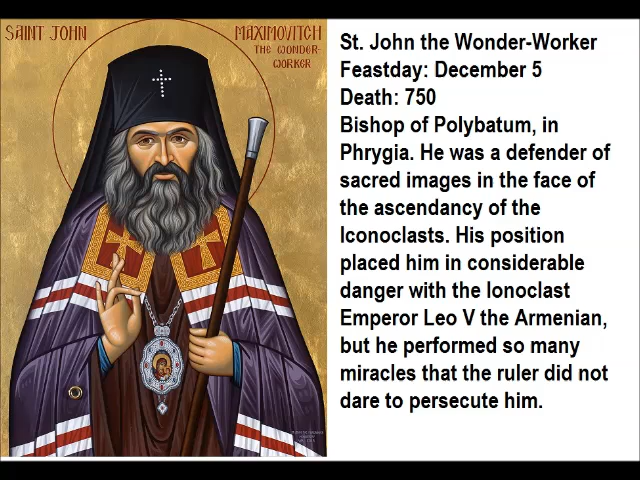 SAINT JOHN
MAXIMOVITCH
THE WONDER-
WORKER
St. John the Wonder-Worker
Feastday: December 5
Death: 750
Bishop of Polybatum, in
Phrygia. He was a defender of
sacred images in the face of
the ascendancy of the
Iconoclasts. His position
placed him in considerable
danger with the Ionoclast
Emperor Leo V the Armenian,
but he performed so many
miracles that the ruler did not
dare to persecute him.